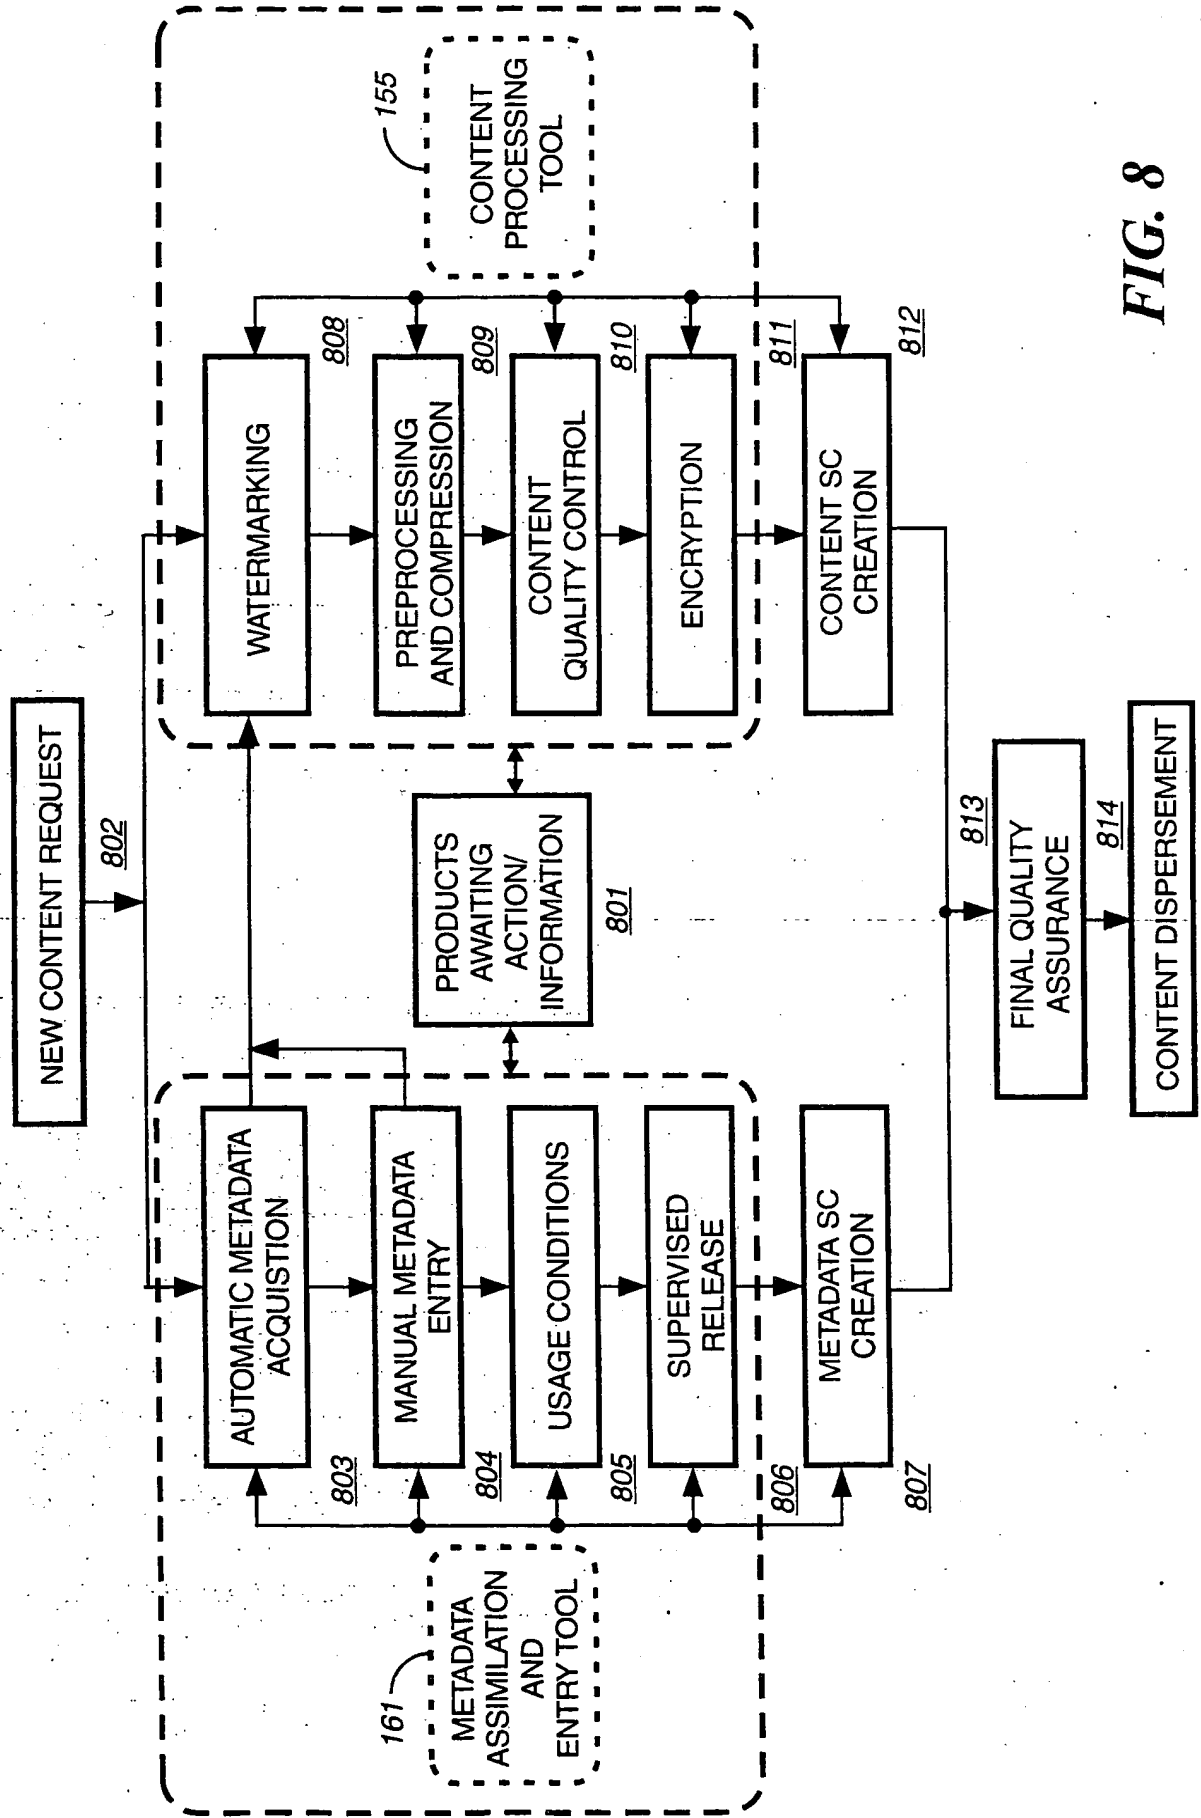 NEW CONTENT REQUEST
802
161
METADATA
ASSIMILATION
AND
ENTRY TOOL
AUTOMATIC METADATA
ACQUISTION
803
MANUAL METADATA
ENTRY
804
USAGE CONDITIONS
805
SUPERVISED
RELEASE
806
METADATA SC
CREATION
807
PRODUCTS
AWAITING
ACTION/
INFORMATION
801
WATERMARKING
808
PREPROCESSING
AND COMPRESSION
809
CONTENT
QUALITY CONTROL
810
ENCRYPTION
811
CONTENT SC
CREATION
812
155
CONTENT
PROCESSING
TOOL
813
FINAL QUALITY
ASSURANCE
814
CONTENT DISPERSEMENT
FIG. 8